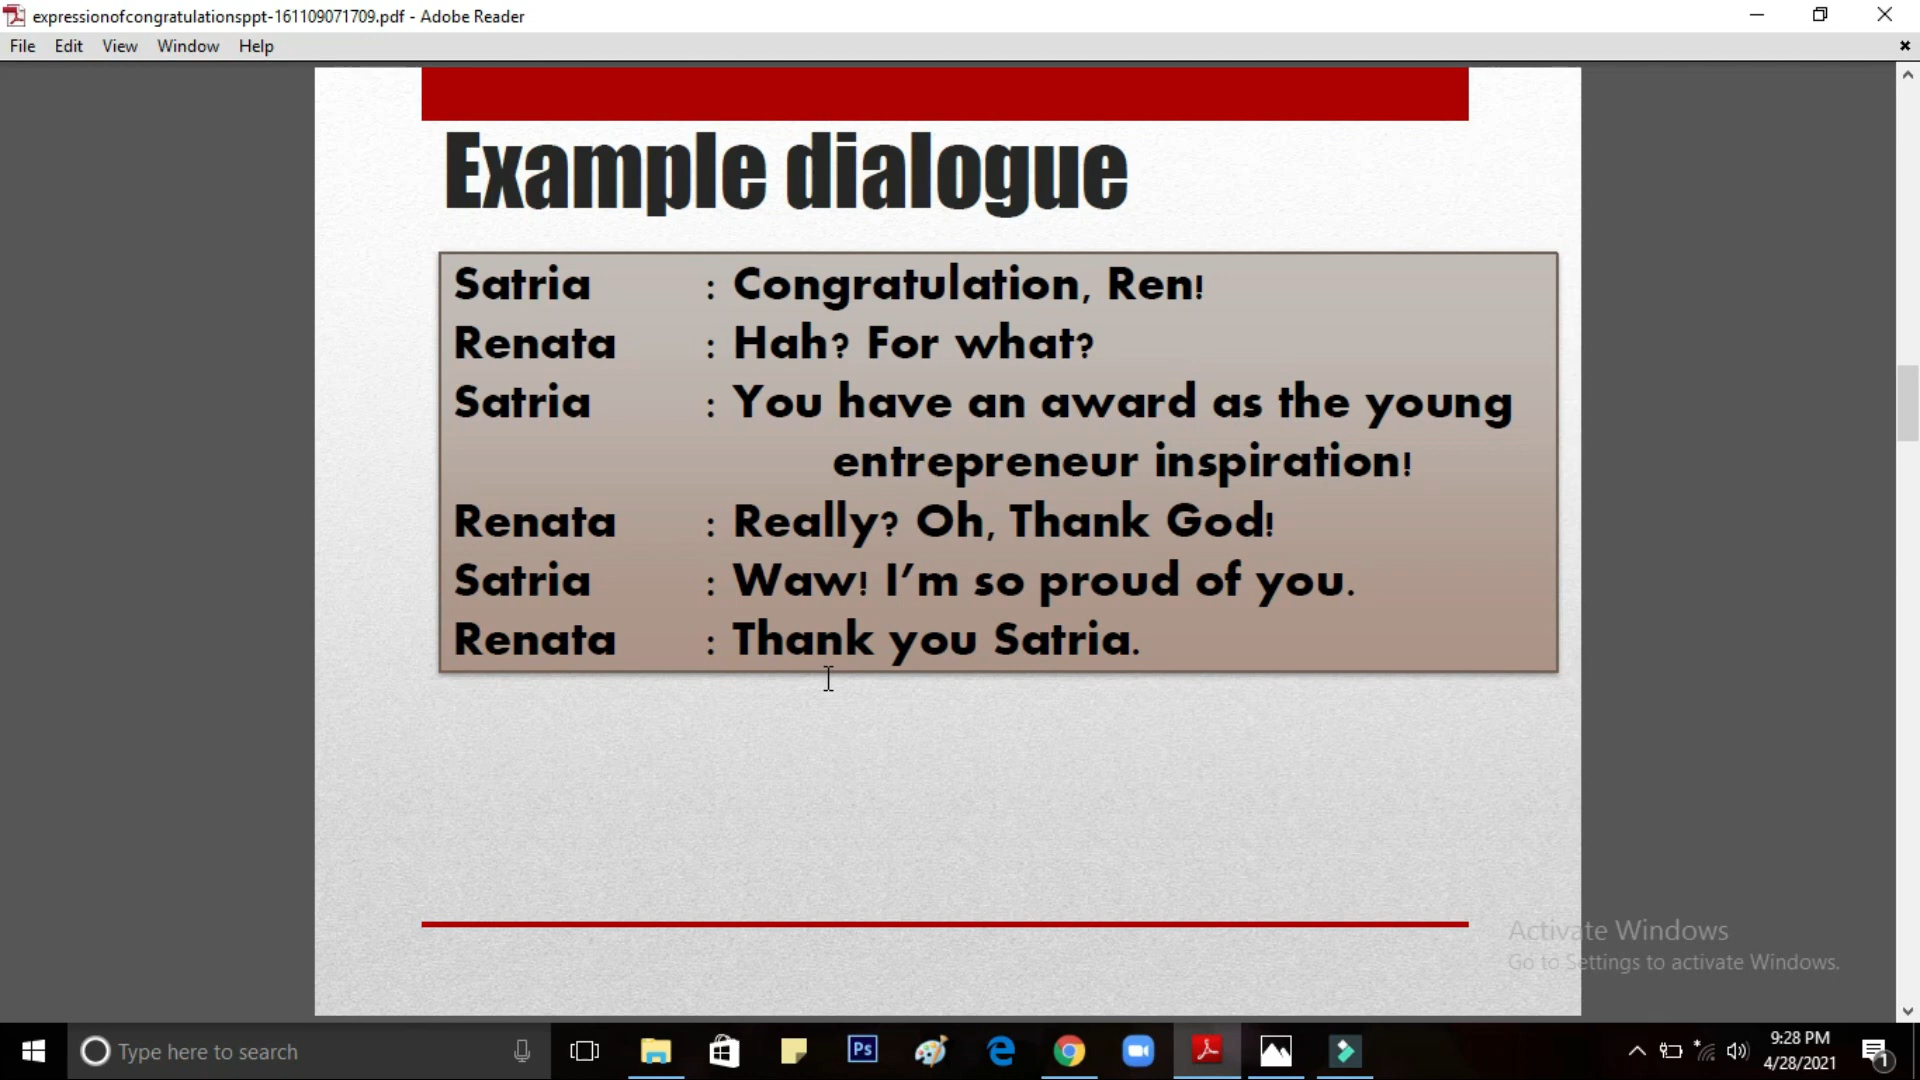 expressionofcongratulationsppt-161109071709.pdf - Adobe Reader
File Edit View Window Help
Example dialogue
Satria : Congratulation, Ren!
Renata : Hah? For what?
Satria : You have an award as the young
entrepreneur inspiration!
Renata : Really? Oh, Thank God!
Satria : Waw! I'm so proud of you.
Renata : Thank you Satria.
Activate Windows
Go to Settings to activate Windows.
Type here to search
Ps
9:28 PM
4/28/2021
1